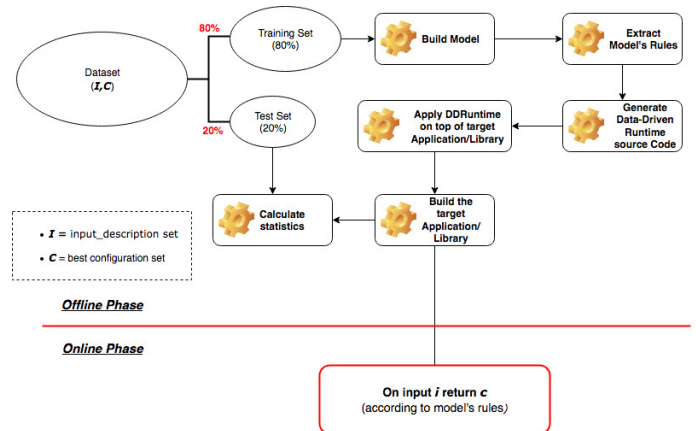 80%
Training Set
(80%)
Build Model
Extract
Model's Rules
Dataset
(I,C)
20%
Test Set
(20%)
Apply DDRuntime
on top of target
Application/Library
Generate
Data-Driven
Runtime
source Code
Calculate
statistics
Build the
target
Application/
Library
• I = input_description set
• C = best configuration set
Offline Phase
Online Phase
On input i return c
(according to model's rules)